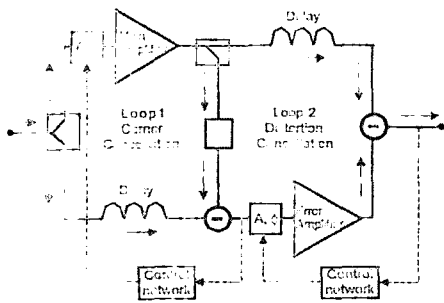 Delay
Loop 1
Carrier
Cancellation
Loop 2
Distortion
Cancellation
Delay
Error
Amplifier
Control
network
Control
network